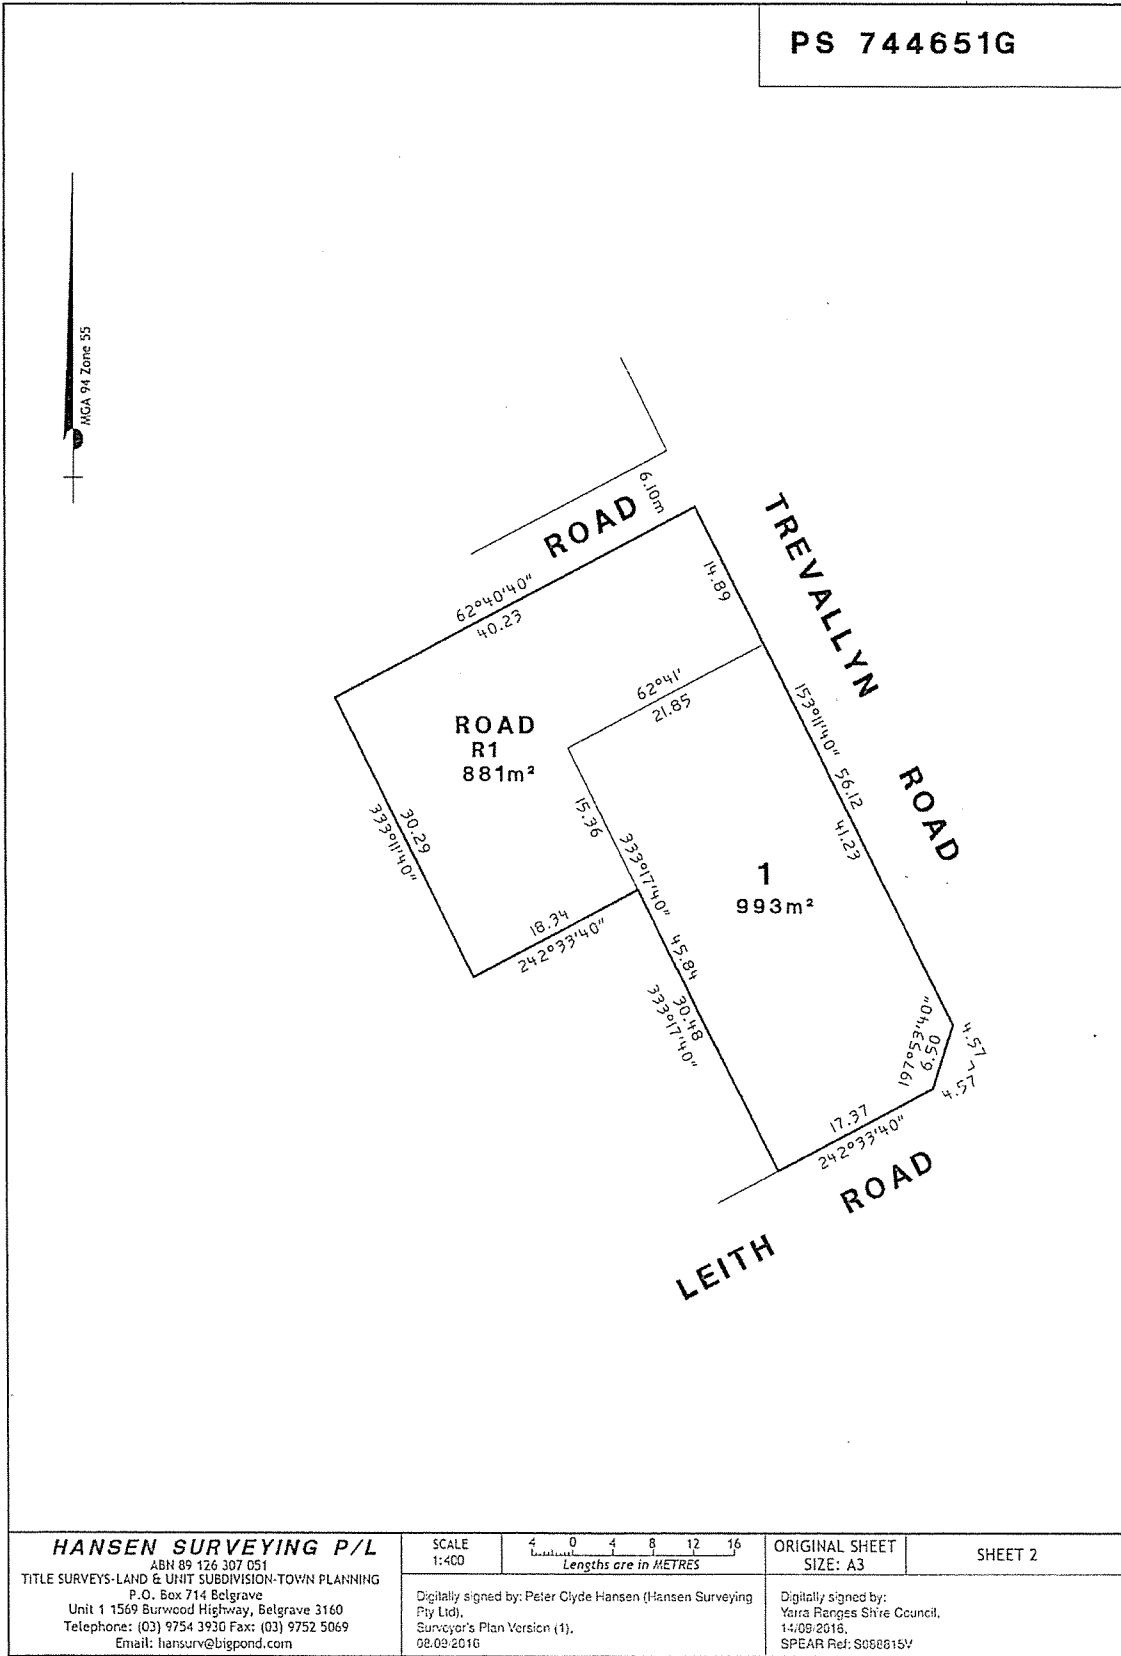 PS 744651G
MGA 94 Zone 55
6.10m
ROAD
TREVALLYN ROAD
62°40'40"
40.23
14.89
62°41'
21.85
ROAD
R1
881m²
153°11'40"
56.12
41.23
15.36
333°17'40"
45.84
30.29
333°11'40"
1
993m²
18.34
242°33'40"
30.48
333°17'40"
197°53'40"
6.50
4.57
4.57
17.37
242°33'40"
LEITH ROAD
HANSEN SURVEYING P/L
ABN 89 126 307 051
TITLE SURVEYS-LAND & UNIT SUBDIVISION-TOWN PLANNING
P.O. Box 714 Belgrave
Unit 1 1569 Burwood Highway, Belgrave 3160
Telephone: (03) 9754 3930 Fax: (03) 9752 5069
Email: hansurv@bigpond.com
SCALE
1:400
4 0 4 8 12 16
Lengths are in METRES
ORIGINAL SHEET
SIZE: A3
SHEET 2
Digitally signed by: Peter Clyde Hansen (Hansen Surveying
Pty Ltd),
Surveyor's Plan Version (1),
08/09/2016
Digitally signed by:
Yarra Ranges Shire Council,
14/09/2016,
SPEAR Ref: S088815V